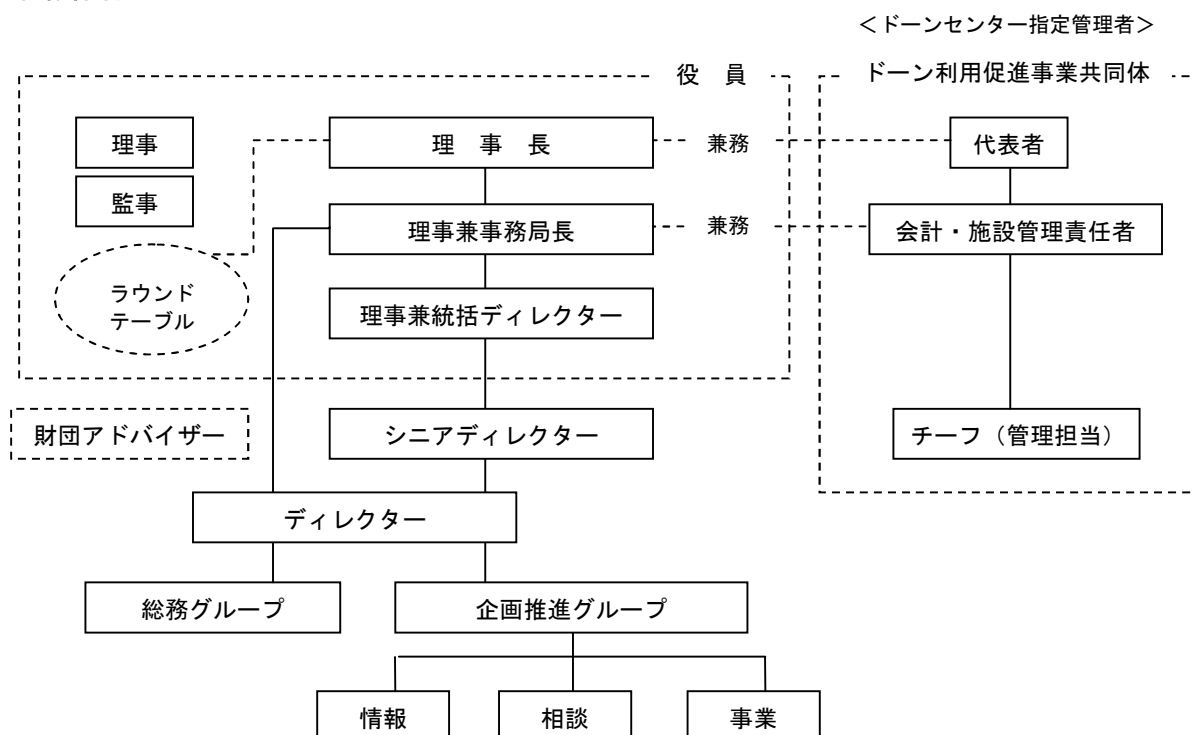 ＜ドーンセンター指定管理者＞
役　員
ドーン利用促進事業共同体
理事
理　事　長
兼務
代表者
監事
理事兼事務局長
兼務
会計・施設管理責任者
ラウンド
テーブル
理事兼統括ディレクター
財団アドバイザー
シニアディレクター
チーフ（管理担当）
ディレクター
総務グループ
企画推進グループ
情報
相談
事業